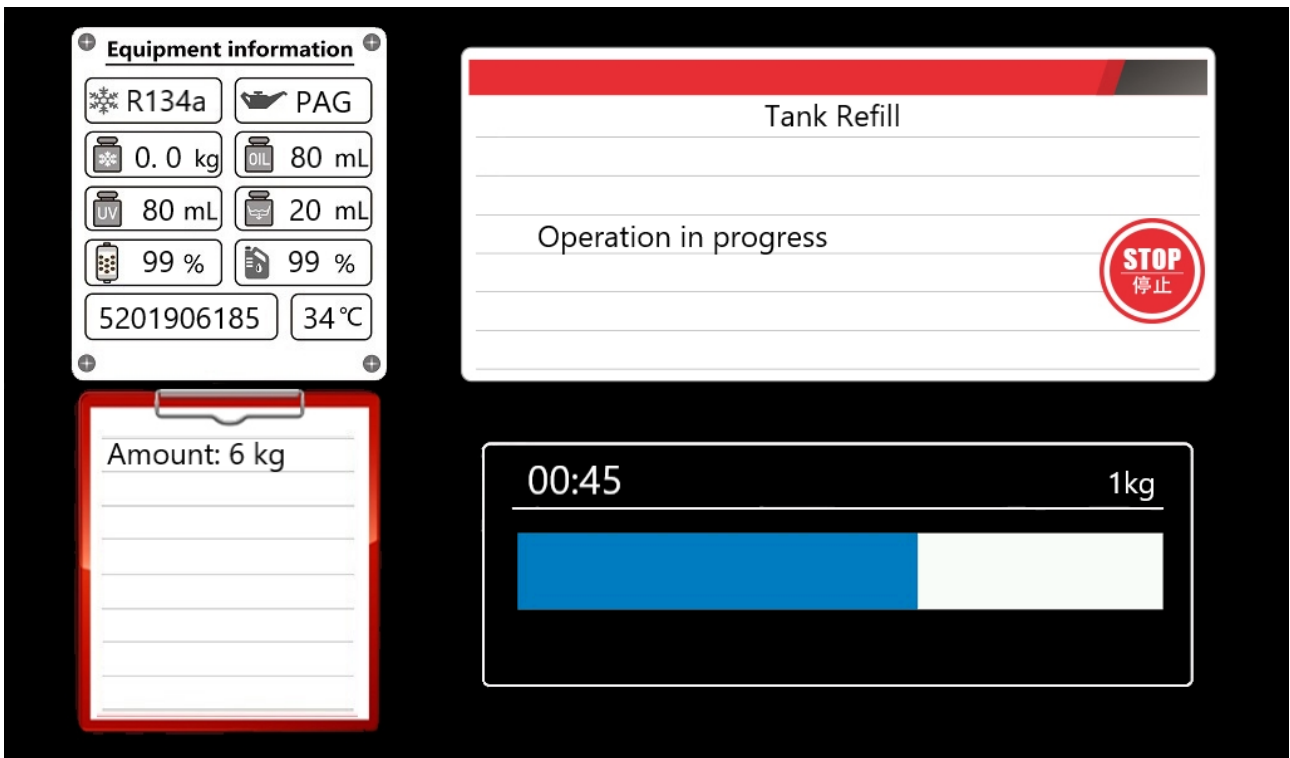 Equipment information
R134a
PAG
0. 0 kg
OIL
80 mL
UV
80 mL
20 mL
99 %
99 %
5201906185
34℃
Tank Refill
Operation in progress
STOP
停止
Amount: 6 kg
00:45
1kg